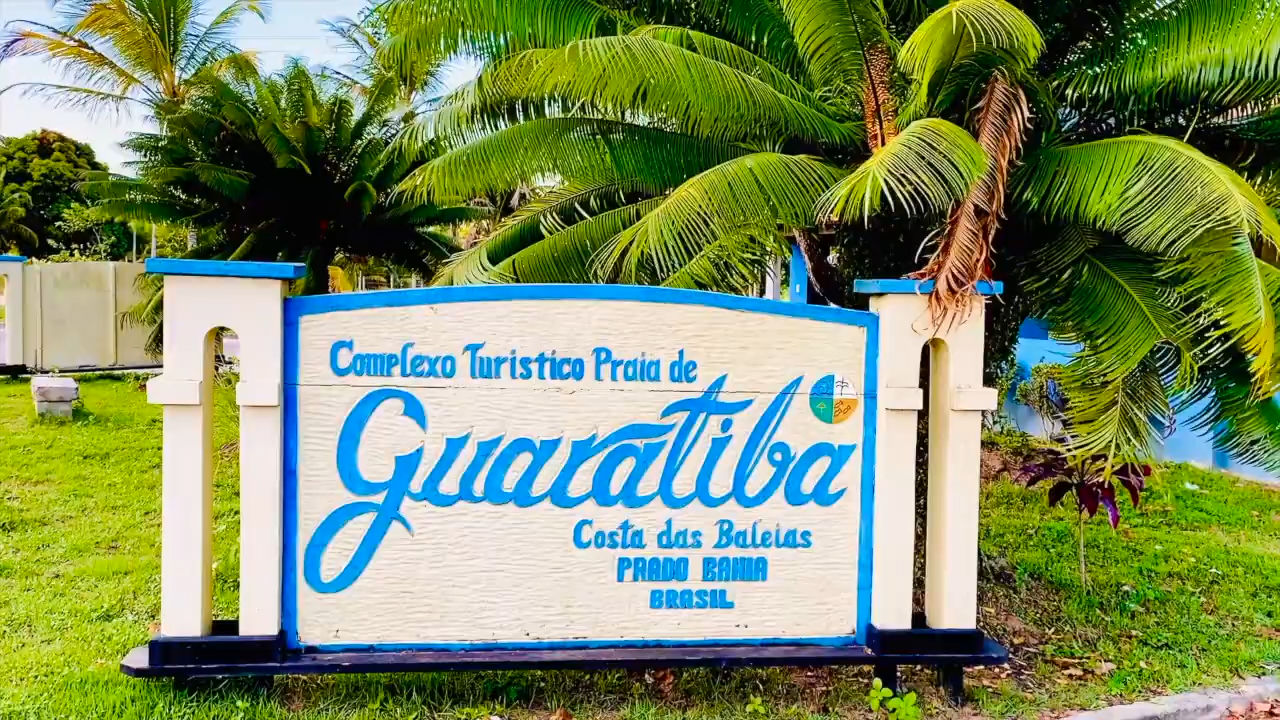 Complexo Turistico Praia de
Guaratiba
Costa das Baleias
PRADO BAHIA
BRASIL